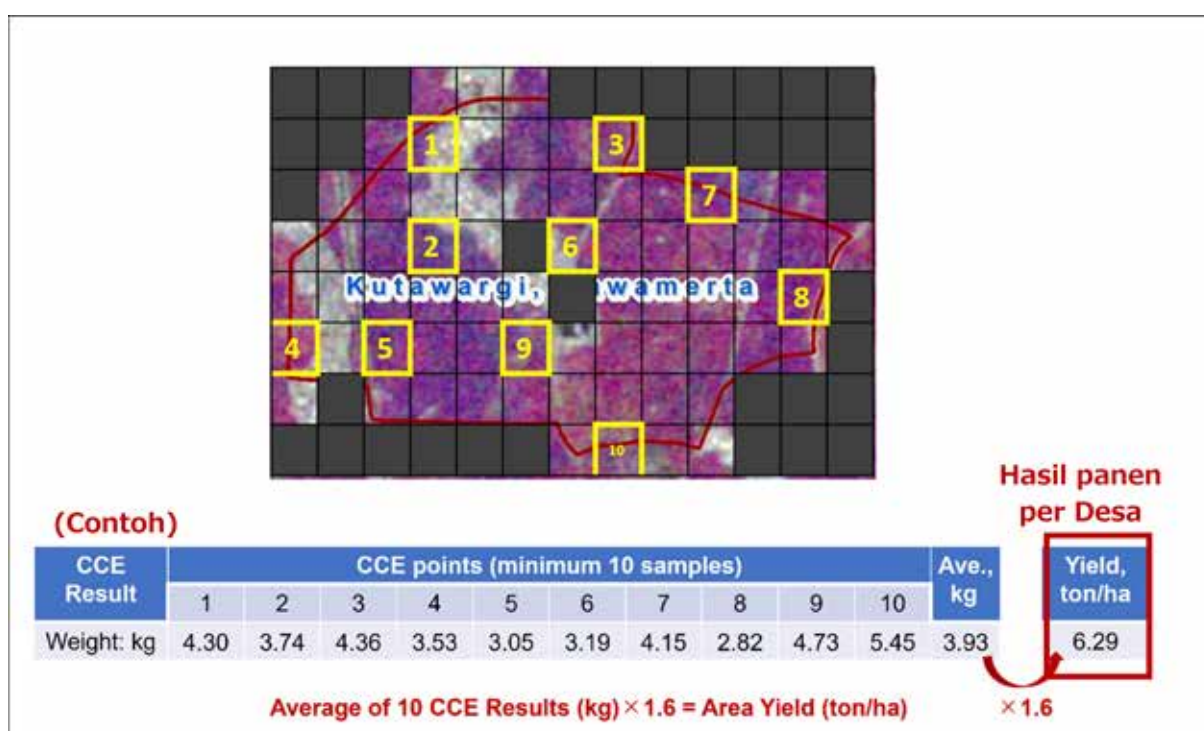 1
3
7
2
6
Kutawargi,
wamerta
8
4
5
9
10
Hasil panen
per Desa
(Contoh)
CCE Result
CCE points (minimum 10 samples)
Ave., kg
Yield, ton/ha
1 2 3 4 5 6 7 8 9 10
Weight: kg 4.30 3.74 4.36 3.53 3.05 3.19 4.15 2.82 4.73 5.45 3.93 6.29
Average of 10 CCE Results (kg) × 1.6 = Area Yield (ton/ha)
×1.6